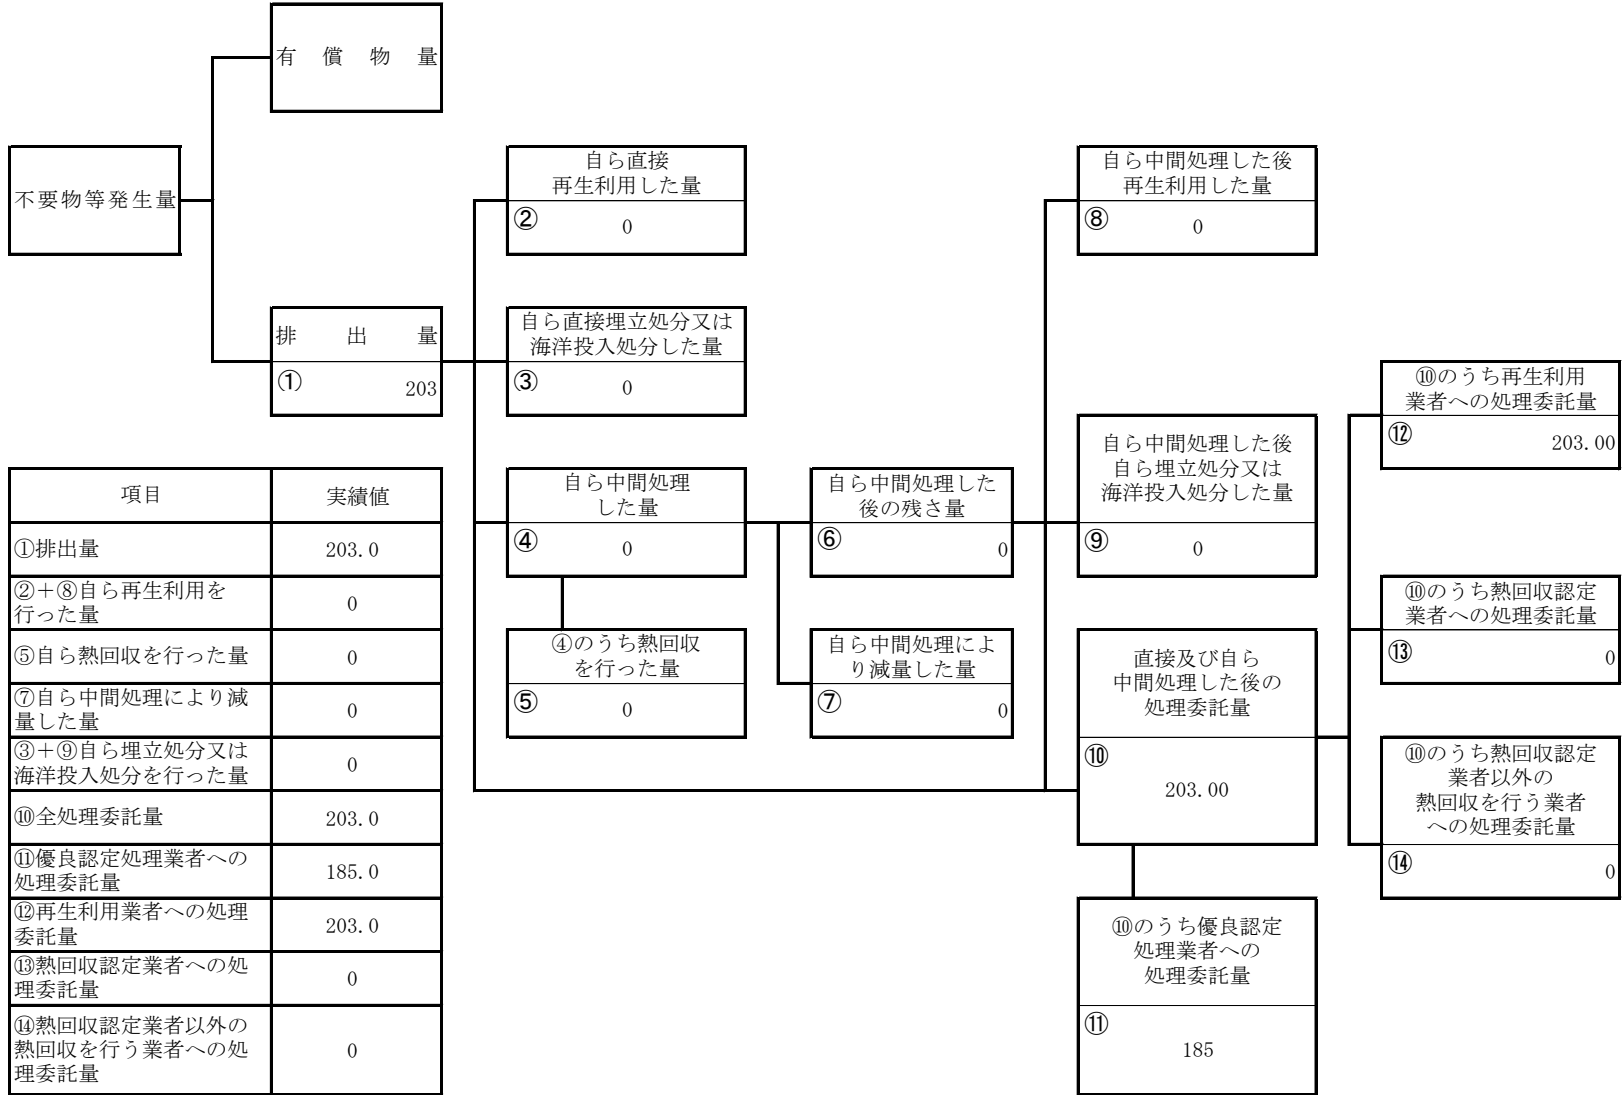 有償物量
不要物等発生量
排出量
① 203
自ら直接
再生利用した量
② 0
自ら直接埋立処分又は
海洋投入処分した量
③ 0
自ら中間処理
した量
④ 0
④のうち熱回収
を行った量
⑤ 0
自ら中間処理した
後の残さ量
⑥ 0
自ら中間処理によ
り減量した量
⑦ 0
自ら中間処理した後
再生利用した量
⑧ 0
自ら中間処理した後
自ら埋立処分又は
海洋投入処分した量
⑨ 0
直接及び自ら
中間処理した後の
処理委託量
⑩
203.00
⑩のうち優良認定
処理業者への
処理委託量
⑪
185
⑩のうち再生利用
業者への処理委託量
⑫ 203.00
⑩のうち熱回収認定
業者への処理委託量
⑬ 0
⑩のうち熱回収認定
業者以外の
熱回収を行う業者
への処理委託量
⑭ 0
項目 実績値
①排出量 203.0
②＋⑧自ら再生利用を
行った量 0
⑤自ら熱回収を行った量 0
⑦自ら中間処理により減
量した量 0
③＋⑨自ら埋立処分又は
海洋投入処分を行った量 0
⑩全処理委託量 203.0
⑪優良認定処理業者への
処理委託量 185.0
⑫再生利用業者への処理
委託量 203.0
⑬熱回収認定業者への処
理委託量 0
⑭熱回収認定業者以外の
熱回収を行う業者への処
理委託量 0